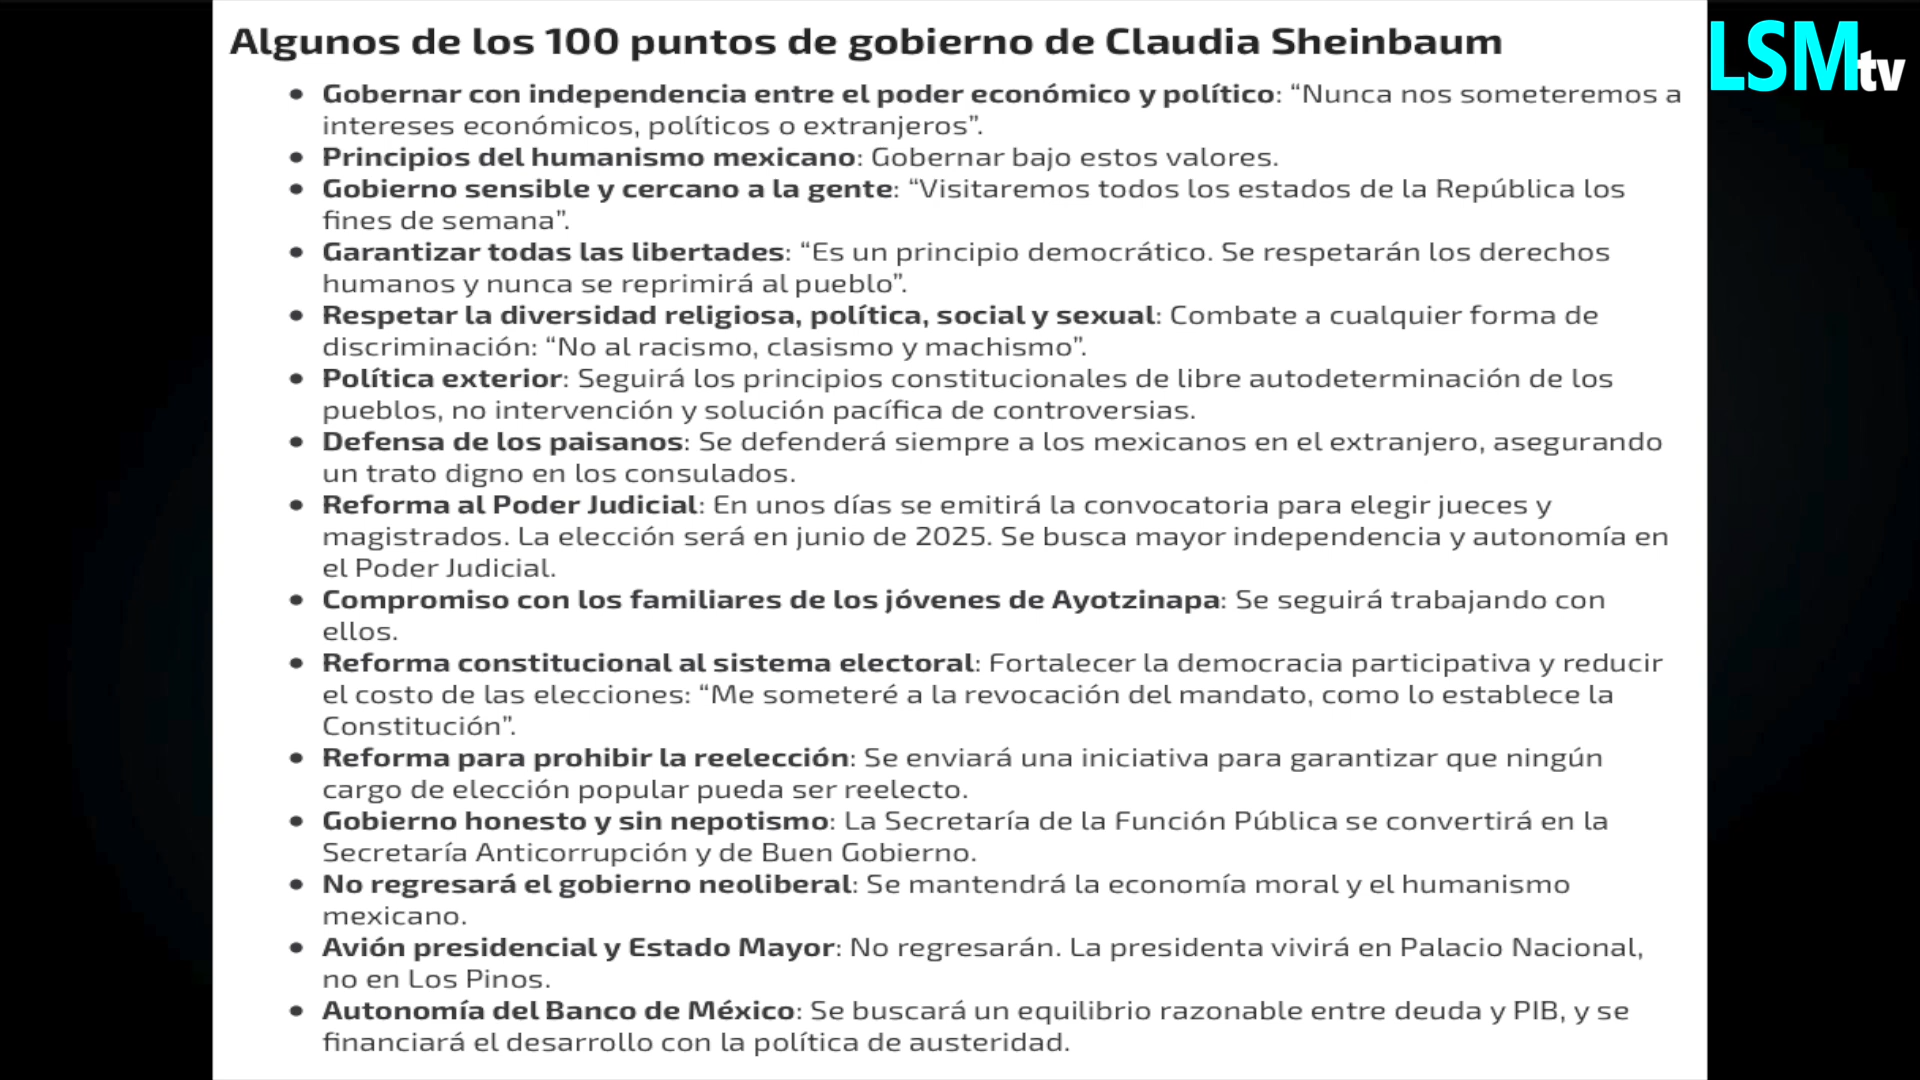 Algunos de los 100 puntos de gobierno de Claudia Sheinbaum
LSMtv
• Gobernar con independencia entre el poder económico y político: “Nunca nos someteremos a
intereses económicos, políticos o extranjeros”.
• Principios del humanismo mexicano: Gobernar bajo estos valores.
• Gobierno sensible y cercano a la gente: “Visitaremos todos los estados de la República los
fines de semana”.
• Garantizar todas las libertades: “Es un principio democrático. Se respetarán los derechos
humanos y nunca se reprimirá al pueblo”.
• Respetar la diversidad religiosa, política, social y sexual: Combate a cualquier forma de
discriminación: “No al racismo, clasismo y machismo”.
• Política exterior: Seguirá los principios constitucionales de libre autodeterminación de los
pueblos, no intervención y solución pacífica de controversias.
• Defensa de los paisanos: Se defenderá siempre a los mexicanos en el extranjero, asegurando
un trato digno en los consulados.
• Reforma al Poder Judicial: En unos días se emitirá la convocatoria para elegir jueces y
magistrados. La elección será en junio de 2025. Se busca mayor independencia y autonomía en
el Poder Judicial.
• Compromiso con los familiares de los jóvenes de Ayotzinapa: Se seguirá trabajando con
ellos.
• Reforma constitucional al sistema electoral: Fortalecer la democracia participativa y reducir
el costo de las elecciones: “Me someteré a la revocación del mandato, como lo establece la
Constitución”.
• Reforma para prohibir la reelección: Se enviará una iniciativa para garantizar que ningún
cargo de elección popular pueda ser reelecto.
• Gobierno honesto y sin nepotismo: La Secretaría de la Función Pública se convertirá en la
Secretaría Anticorrupción y de Buen Gobierno.
• No regresará el gobierno neoliberal: Se mantendrá la economía moral y el humanismo
mexicano.
• Avión presidencial y Estado Mayor: No regresarán. La presidenta vivirá en Palacio Nacional,
no en Los Pinos.
• Autonomía del Banco de México: Se buscará un equilibrio razonable entre deuda y PIB, y se
financiará el desarrollo con la política de austeridad.